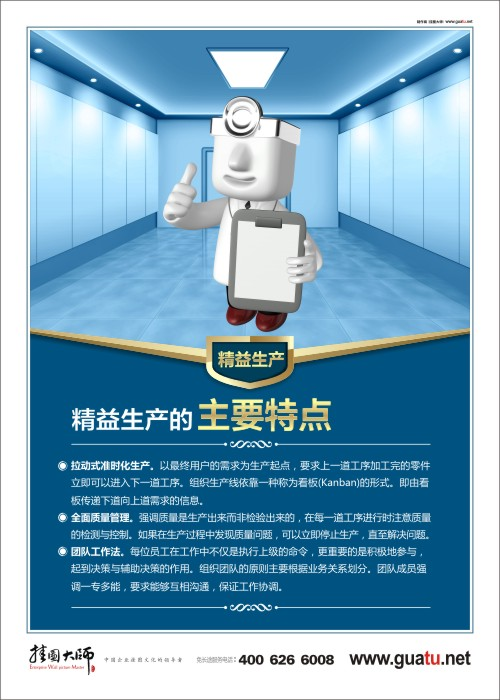 www.guatu.net
精益生产
精益生产的主要特点
拉动式准时化生产。以最终用户的需求为生产起点，要求上一道工序加工完的零件
立即可以进入下一道工序。组织生产线依靠一种称为看板(Kanban)的形式。即由看
板传递下道向上道需求的信息。
全面质量管理。强调质量是生产出来而非检验出来的，在每一道工序进行时注意质量
的检测与控制。如果在生产过程中发现质量问题，可以立即停止生产，直至解决问题。
团队工作法。每位员工在工作中不仅是执行上级的命令，更重要的是积极地参与，
起到决策与辅助决策的作用。组织团队的原则主要根据业务关系划分。团队成员强
调一专多能，要求能够互相沟通，保证工作协调。
挂图大师 中国企业挂图文化的领导者 免长途服务电话: 400 626 6008 www.guatu.net